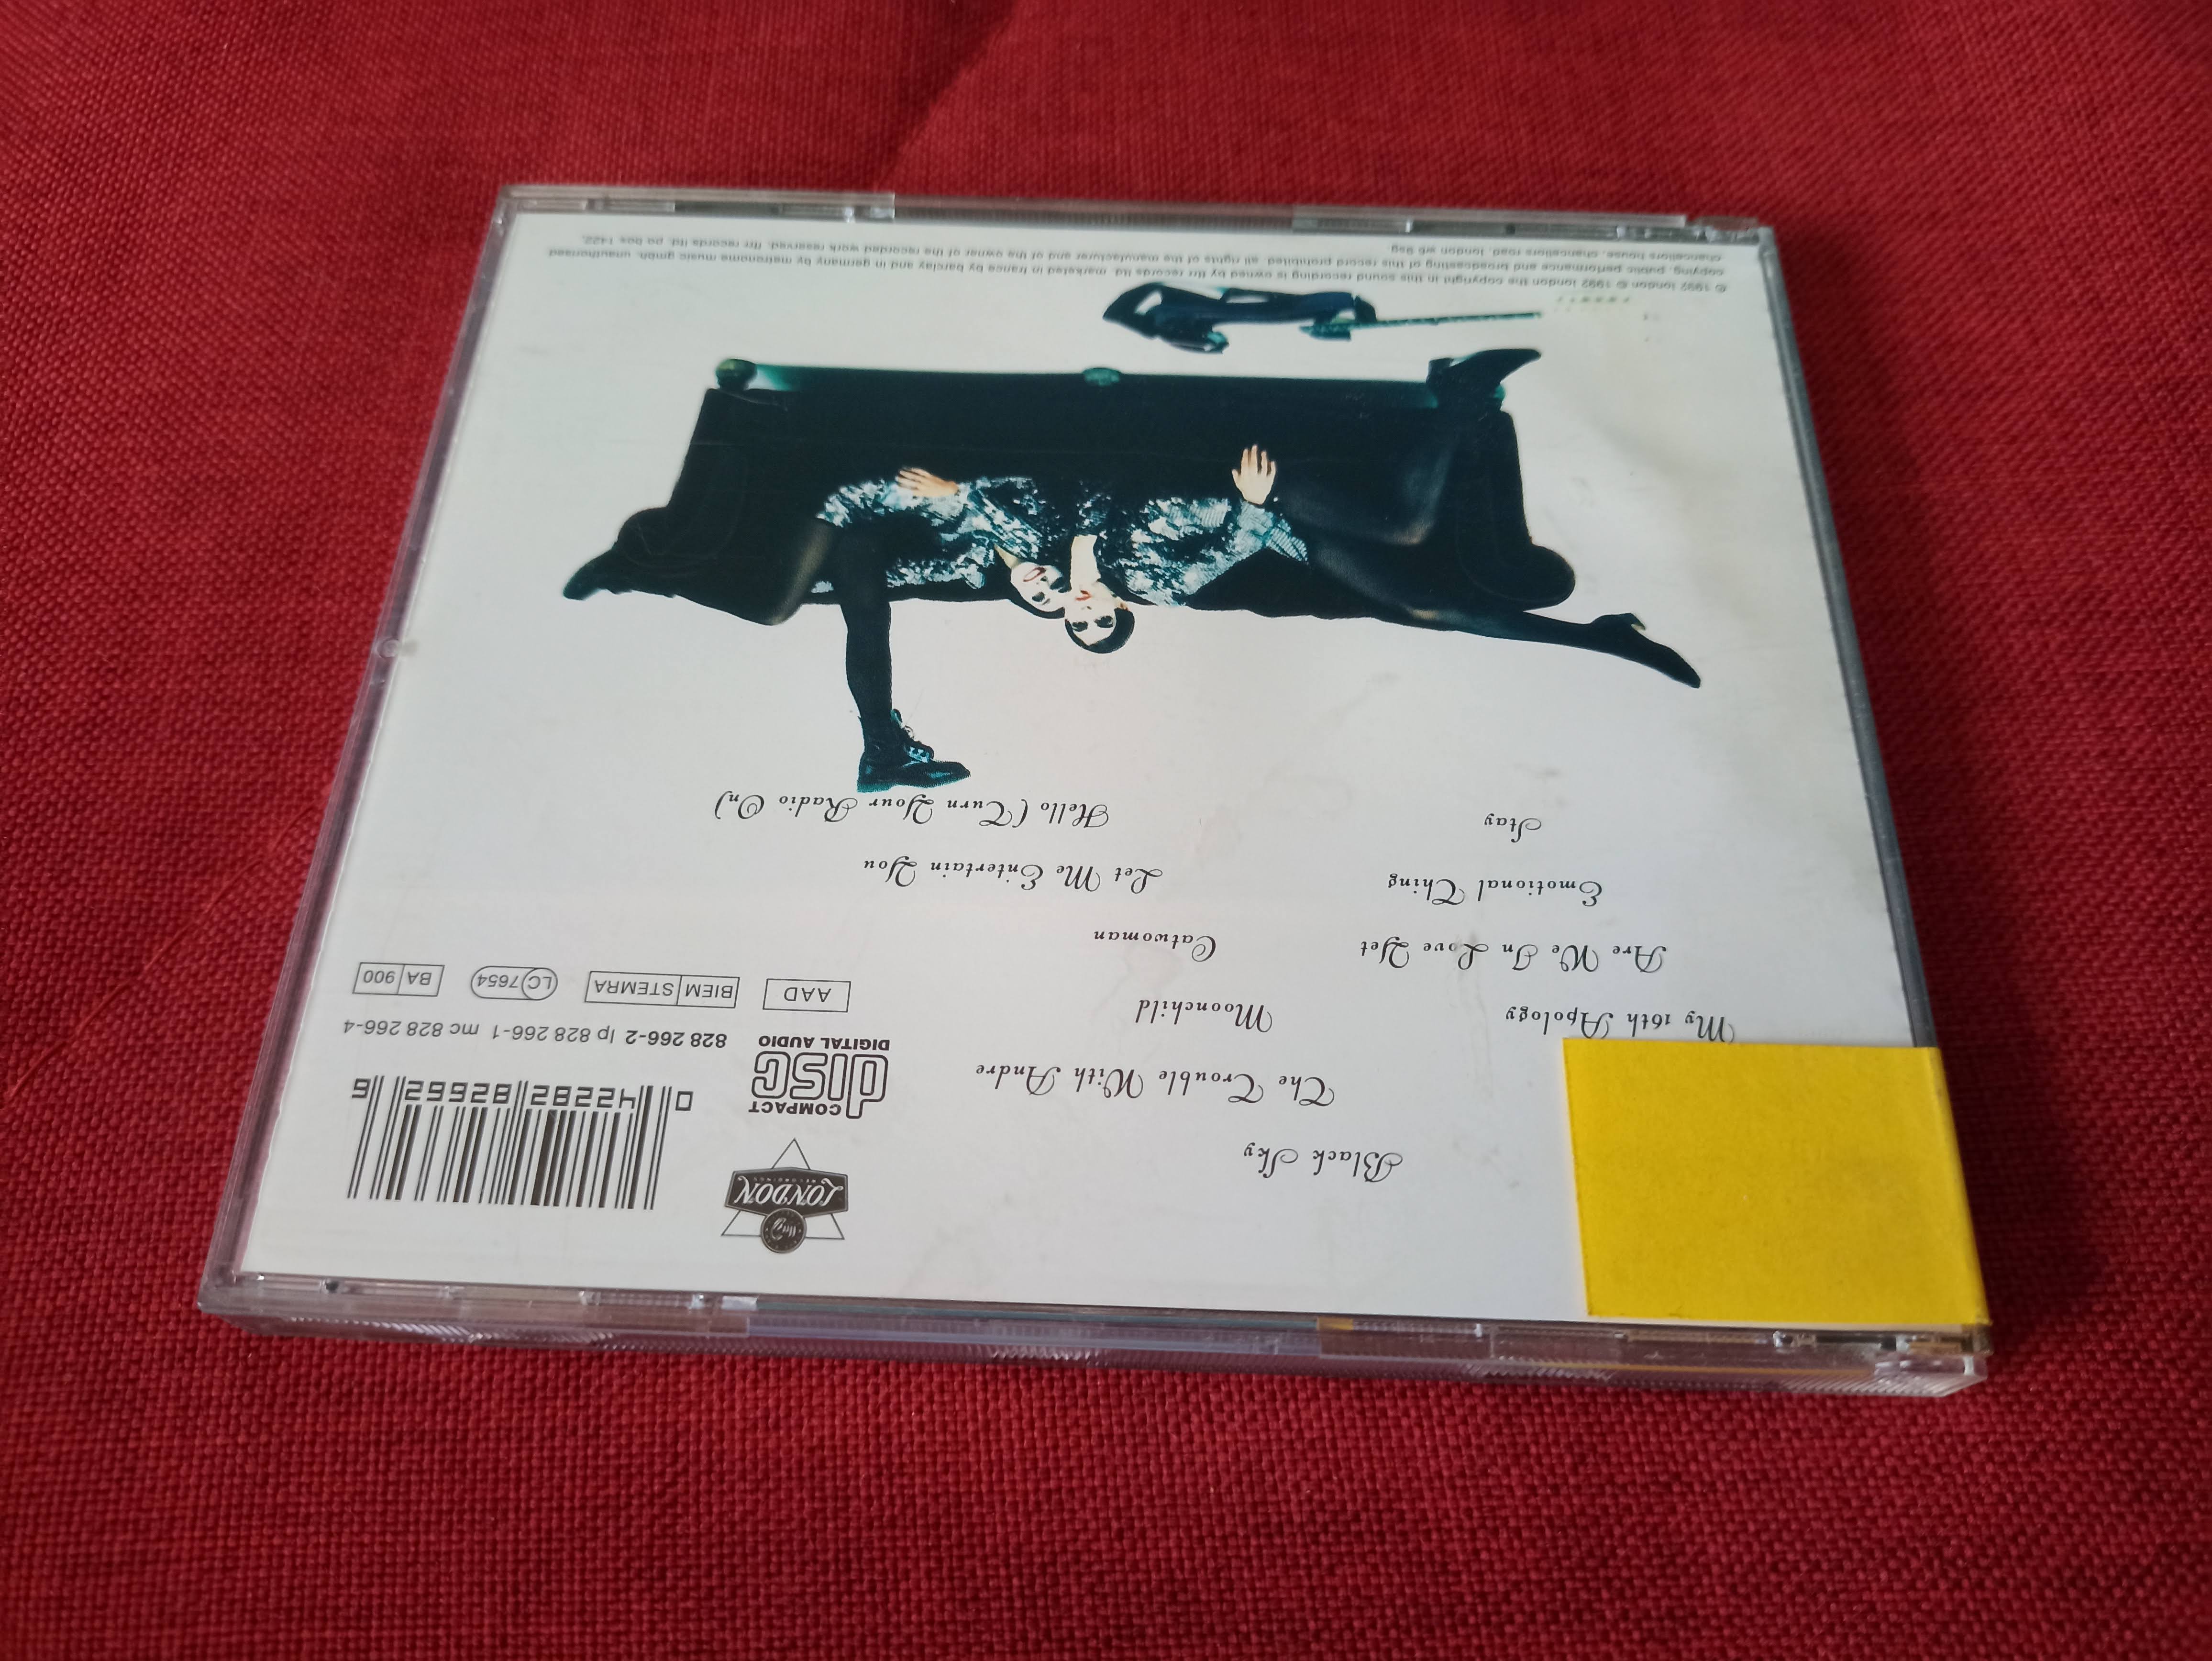 LONDON
0 42282 82662 6
COMPACT
disc
DIGITAL AUDIO
828 266-2 lp 828 266-1 mc 828 266-4
AAD
BIEM STEMRA
LC 7654
BA 900
Black Sky
The Trouble With Andre
Moonchild
Catwoman
Let Me Entertain You
Hello (Turn Your Radio On)
My 16th Apology
Are We In Love Yet
Emotional Thing
Stay
℗ 1992 london © 1992 london the copyright in this sound recording is owned by ffrr records ltd. marketed in france by barclay and in germany by metronome music gmbh. unauthorised
copying, public performance and broadcasting of this record prohibited. all rights of the manufacturer and of the owner of the recorded work reserved. ffrr records ltd. po box 1422,
chancellors house, chancellors road, london w6 9sg